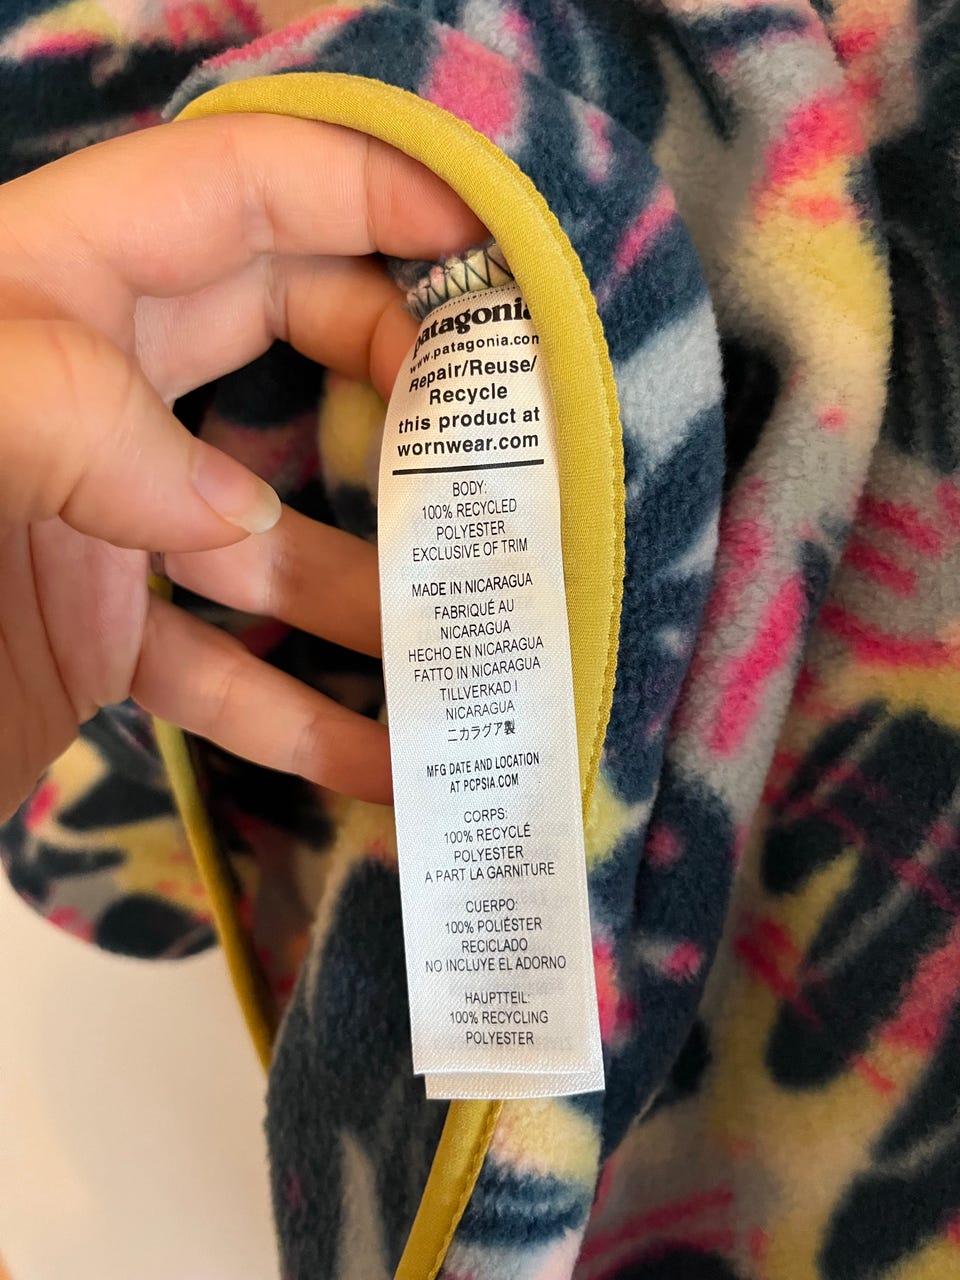 patagonia
www.patagonia.com
Repair/Reuse/
Recycle
this product at
wornwear.com
BODY:
100% RECYCLED
POLYESTER
EXCLUSIVE OF TRIM
MADE IN NICARAGUA
FABRIQUÉ AU
NICARAGUA
HECHO EN NICARAGUA
FATTO IN NICARAGUA
TILLVERKAD I
NICARAGUA
ニカラグア製
MFG DATE AND LOCATION
AT PCPSIA.COM
CORPS:
100% RECYCLÉ
POLYESTER
A PART LA GARNITURE
CUERPO:
100% POLIÉSTER
RECICLADO
NO INCLUYE EL ADORNO
HAUPTTEIL:
100% RECYCLING
POLYESTER